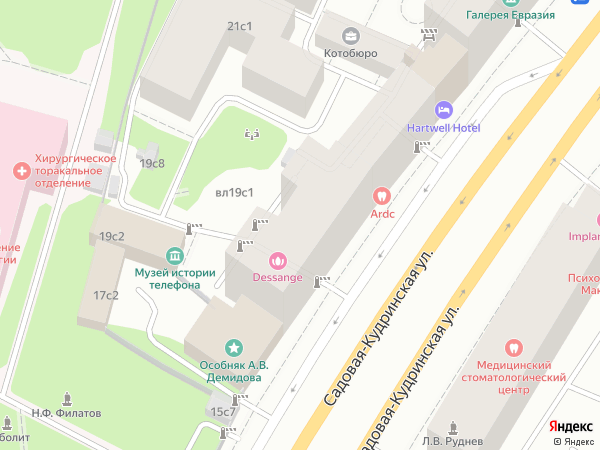 Галерея Евразия
21с1
Котобюро
Hartwell Hotel
Хирургическое
торакальное
отделение
19с8
вл19с1
Ardc
19с2
Implan
Музей истории
телефона
Dessange
ение
гии
Психо
Мак
17с2
Садовая-Кудринская ул.
адовая-Кудринская ул.
Особняк А.В.
Демидова
Медицинский
стоматологический
центр
15с7
Н.Ф. Филатов
болит
Л.В. Руднев
Яндекс
© Яндекс